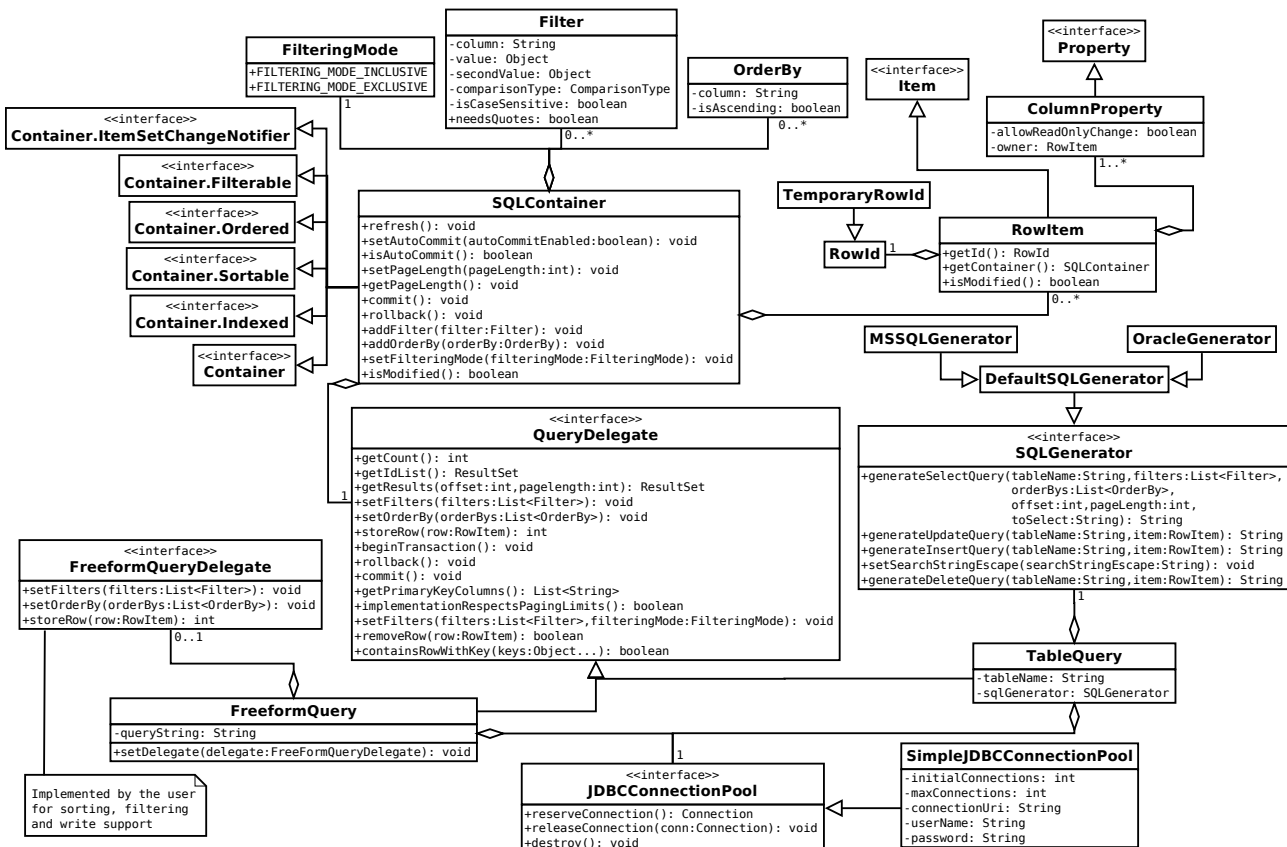 Filter
-column: String
-value: Object
-secondValue: Object
-comparisonType: ComparisonType
-isCaseSensitive: boolean
+needsQuotes: boolean
0..*
FilteringMode
+FILTERING_MODE_INCLUSIVE
+FILTERING_MODE_EXCLUSIVE
1
OrderBy
-column: String
-isAscending: boolean
0..*
<<interface>>
Item
<<interface>>
Property
ColumnProperty
-allowReadOnlyChange: boolean
-owner: RowItem
1..*
<<interface>>
Container.ItemSetChangeNotifier
<<interface>>
Container.Filterable
<<interface>>
Container.Ordered
<<interface>>
Container.Sortable
<<interface>>
Container.Indexed
<<interface>>
Container
SQLContainer
+refresh(): void
+setAutoCommit(autoCommitEnabled:boolean): void
+isAutoCommit(): boolean
+setPageLength(pageLength:int): void
+getPageLength(): void
+commit(): void
+rollback(): void
+addFilter(filter:Filter): void
+addOrderBy(orderBy:OrderBy): void
+setFilteringMode(filteringMode:FilteringMode): void
+isModified(): boolean
TemporaryRowId
RowId
1
RowItem
+getId(): RowId
+getContainer(): SQLContainer
+isModified(): boolean
0..*
MSSQLGenerator
OracleGenerator
DefaultSQLGenerator
<<interface>>
SQLGenerator
+generateSelectQuery(tableName:String,filters:List<Filter>,
orderBys:List<OrderBy>,
offset:int,pageLength:int,
toSelect:String): String
+generateUpdateQuery(tableName:String,item:RowItem): String
+generateInsertQuery(tableName:String,item:RowItem): String
+setSearchStringEscape(searchStringEscape:String): void
+generateDeleteQuery(tableName:String,item:RowItem): String
1
<<interface>>
QueryDelegate
+getCount(): int
+getIdList(): ResultSet
+getResults(offset:int,pagelength:int): ResultSet
+setFilters(filters:List<Filter>): void
+setOrderBy(orderBys:List<OrderBy>): void
+storeRow(row:RowItem): int
+beginTransaction(): void
+rollback(): void
+commit(): void
+getPrimaryKeyColumns(): List<String>
+implementationRespectsPagingLimits(): boolean
+setFilters(filters:List<Filter>,filteringMode:FilteringMode): void
+removeRow(row:RowItem): boolean
+containsRowWithKey(keys:Object...): boolean
1
<<interface>>
FreeformQueryDelegate
+setFilters(filters:List<Filter>): void
+setOrderBy(orderBys:List<OrderBy>): void
+storeRow(row:RowItem): int
0..1
TableQuery
-tableName: String
-sqlGenerator: SQLGenerator
FreeformQuery
-queryString: String
+setDelegate(delegate:FreeFormQueryDelegate): void
Implemented by the user
for sorting, filtering
and write support
1
<<interface>>
JDBCConnectionPool
+reserveConnection(): Connection
+releaseConnection(conn:Connection): void
+destroy(): void
SimpleJDBCConnectionPool
-initialConnections: int
-maxConnections: int
-connectionUri: String
-userName: String
-password: String